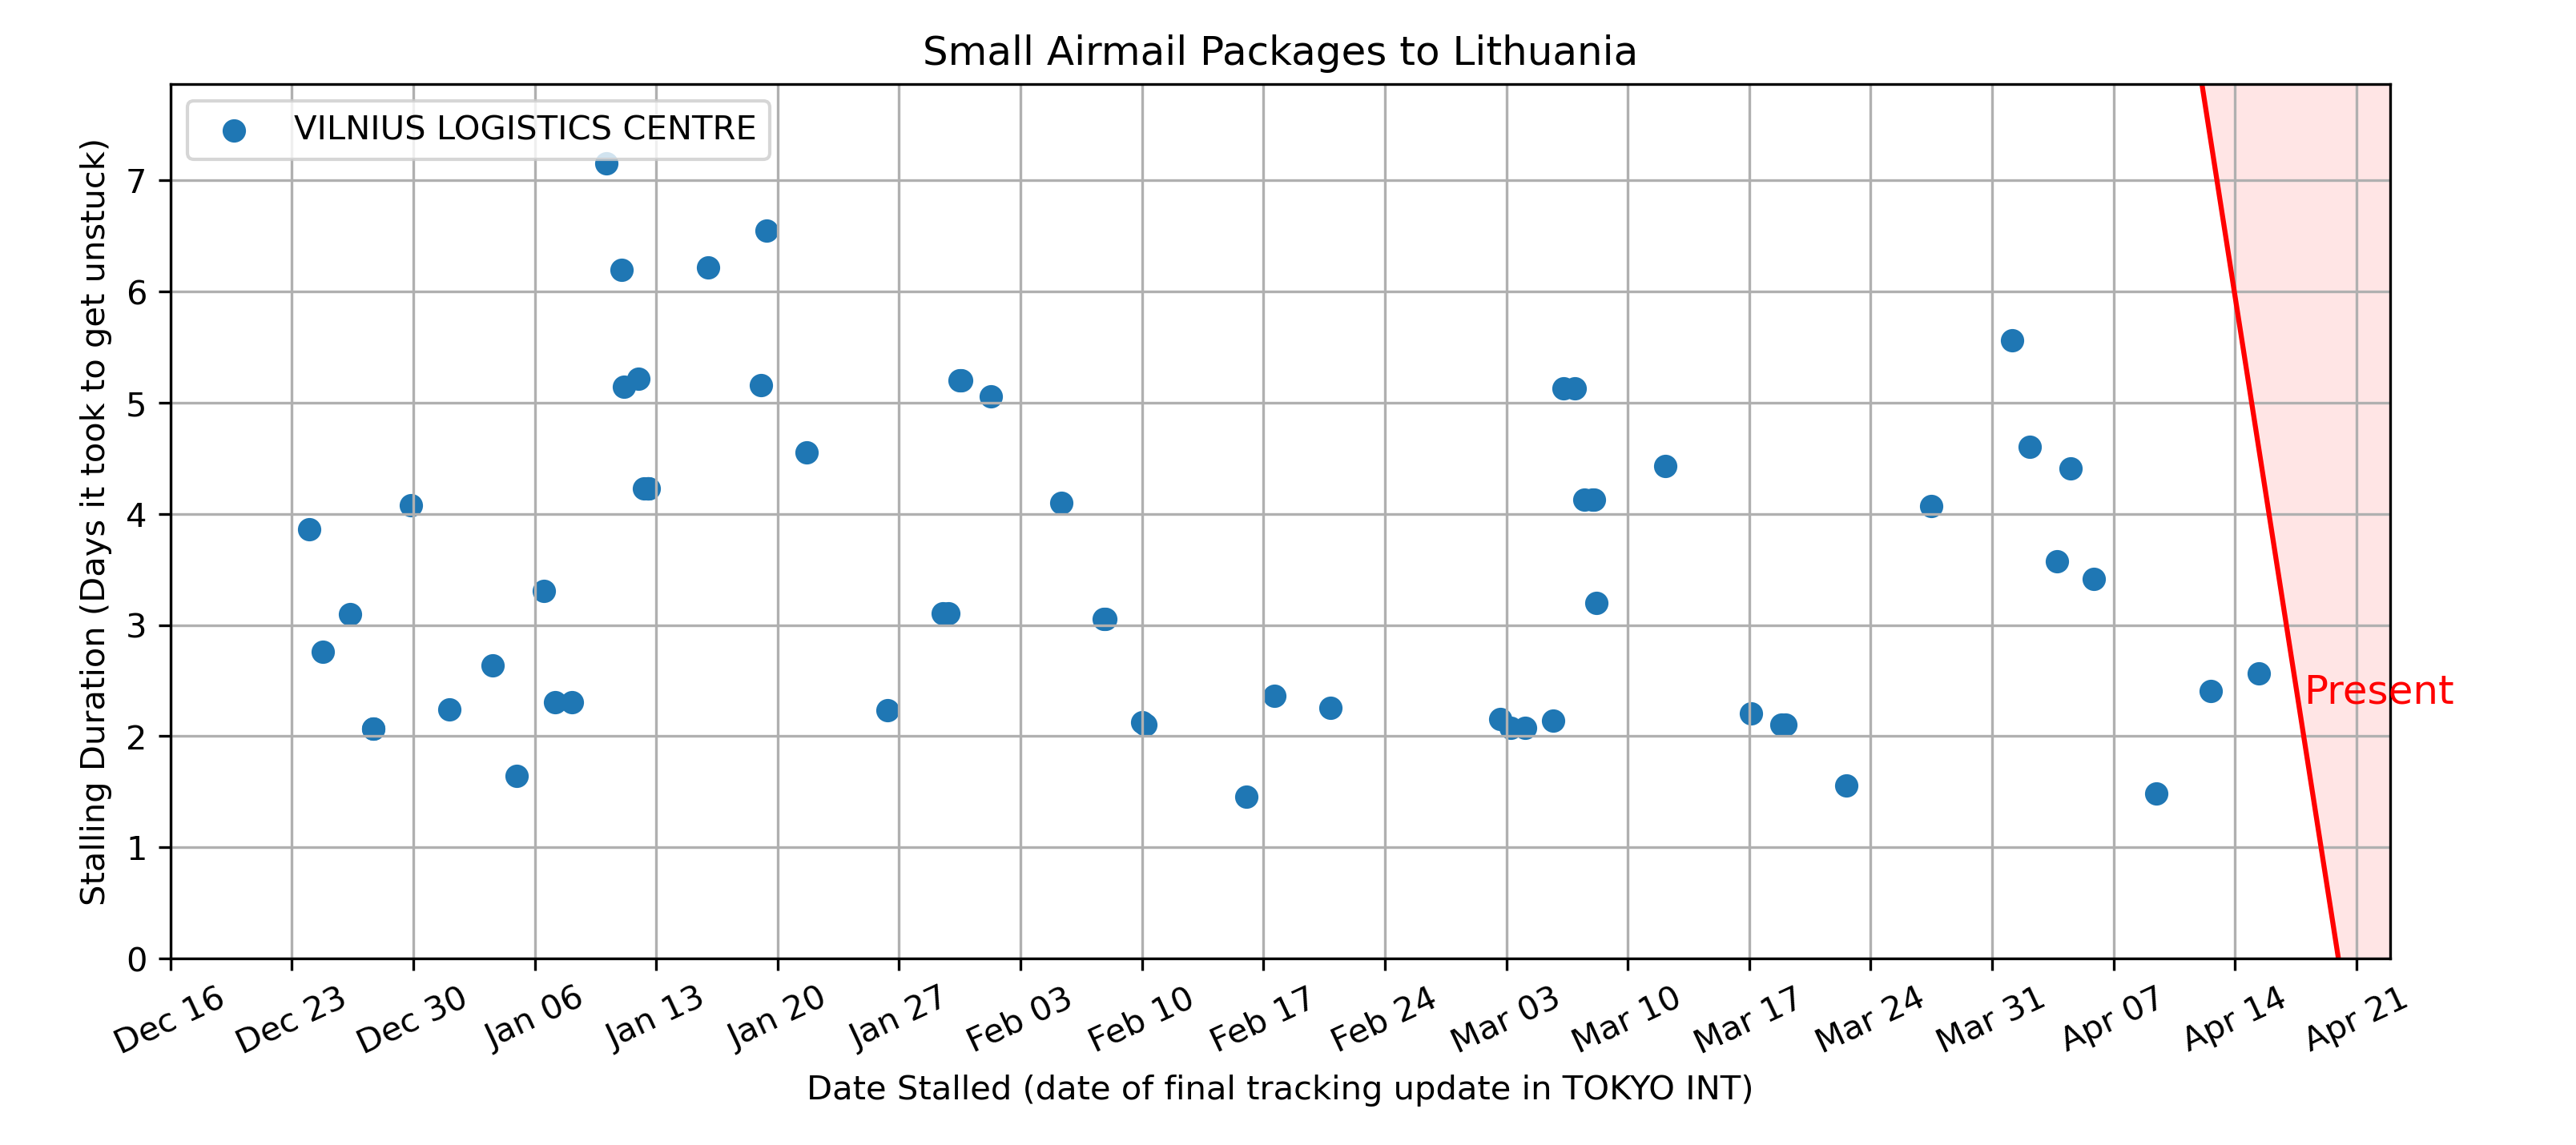 Small Airmail Packages to Lithuania
VILNIUS LOGISTICS CENTRE
Stalling Duration (Days it took to get unstuck)
7
6
5
4
3
2
1
0
Present
Dec 16
Dec 23
Dec 30
Jan 06
Jan 13
Jan 20
Jan 27
Feb 03
Feb 10
Feb 17
Feb 24
Mar 03
Mar 10
Mar 17
Mar 24
Mar 31
Apr 07
Apr 14
Apr 21
Date Stalled (date of final tracking update in TOKYO INT)